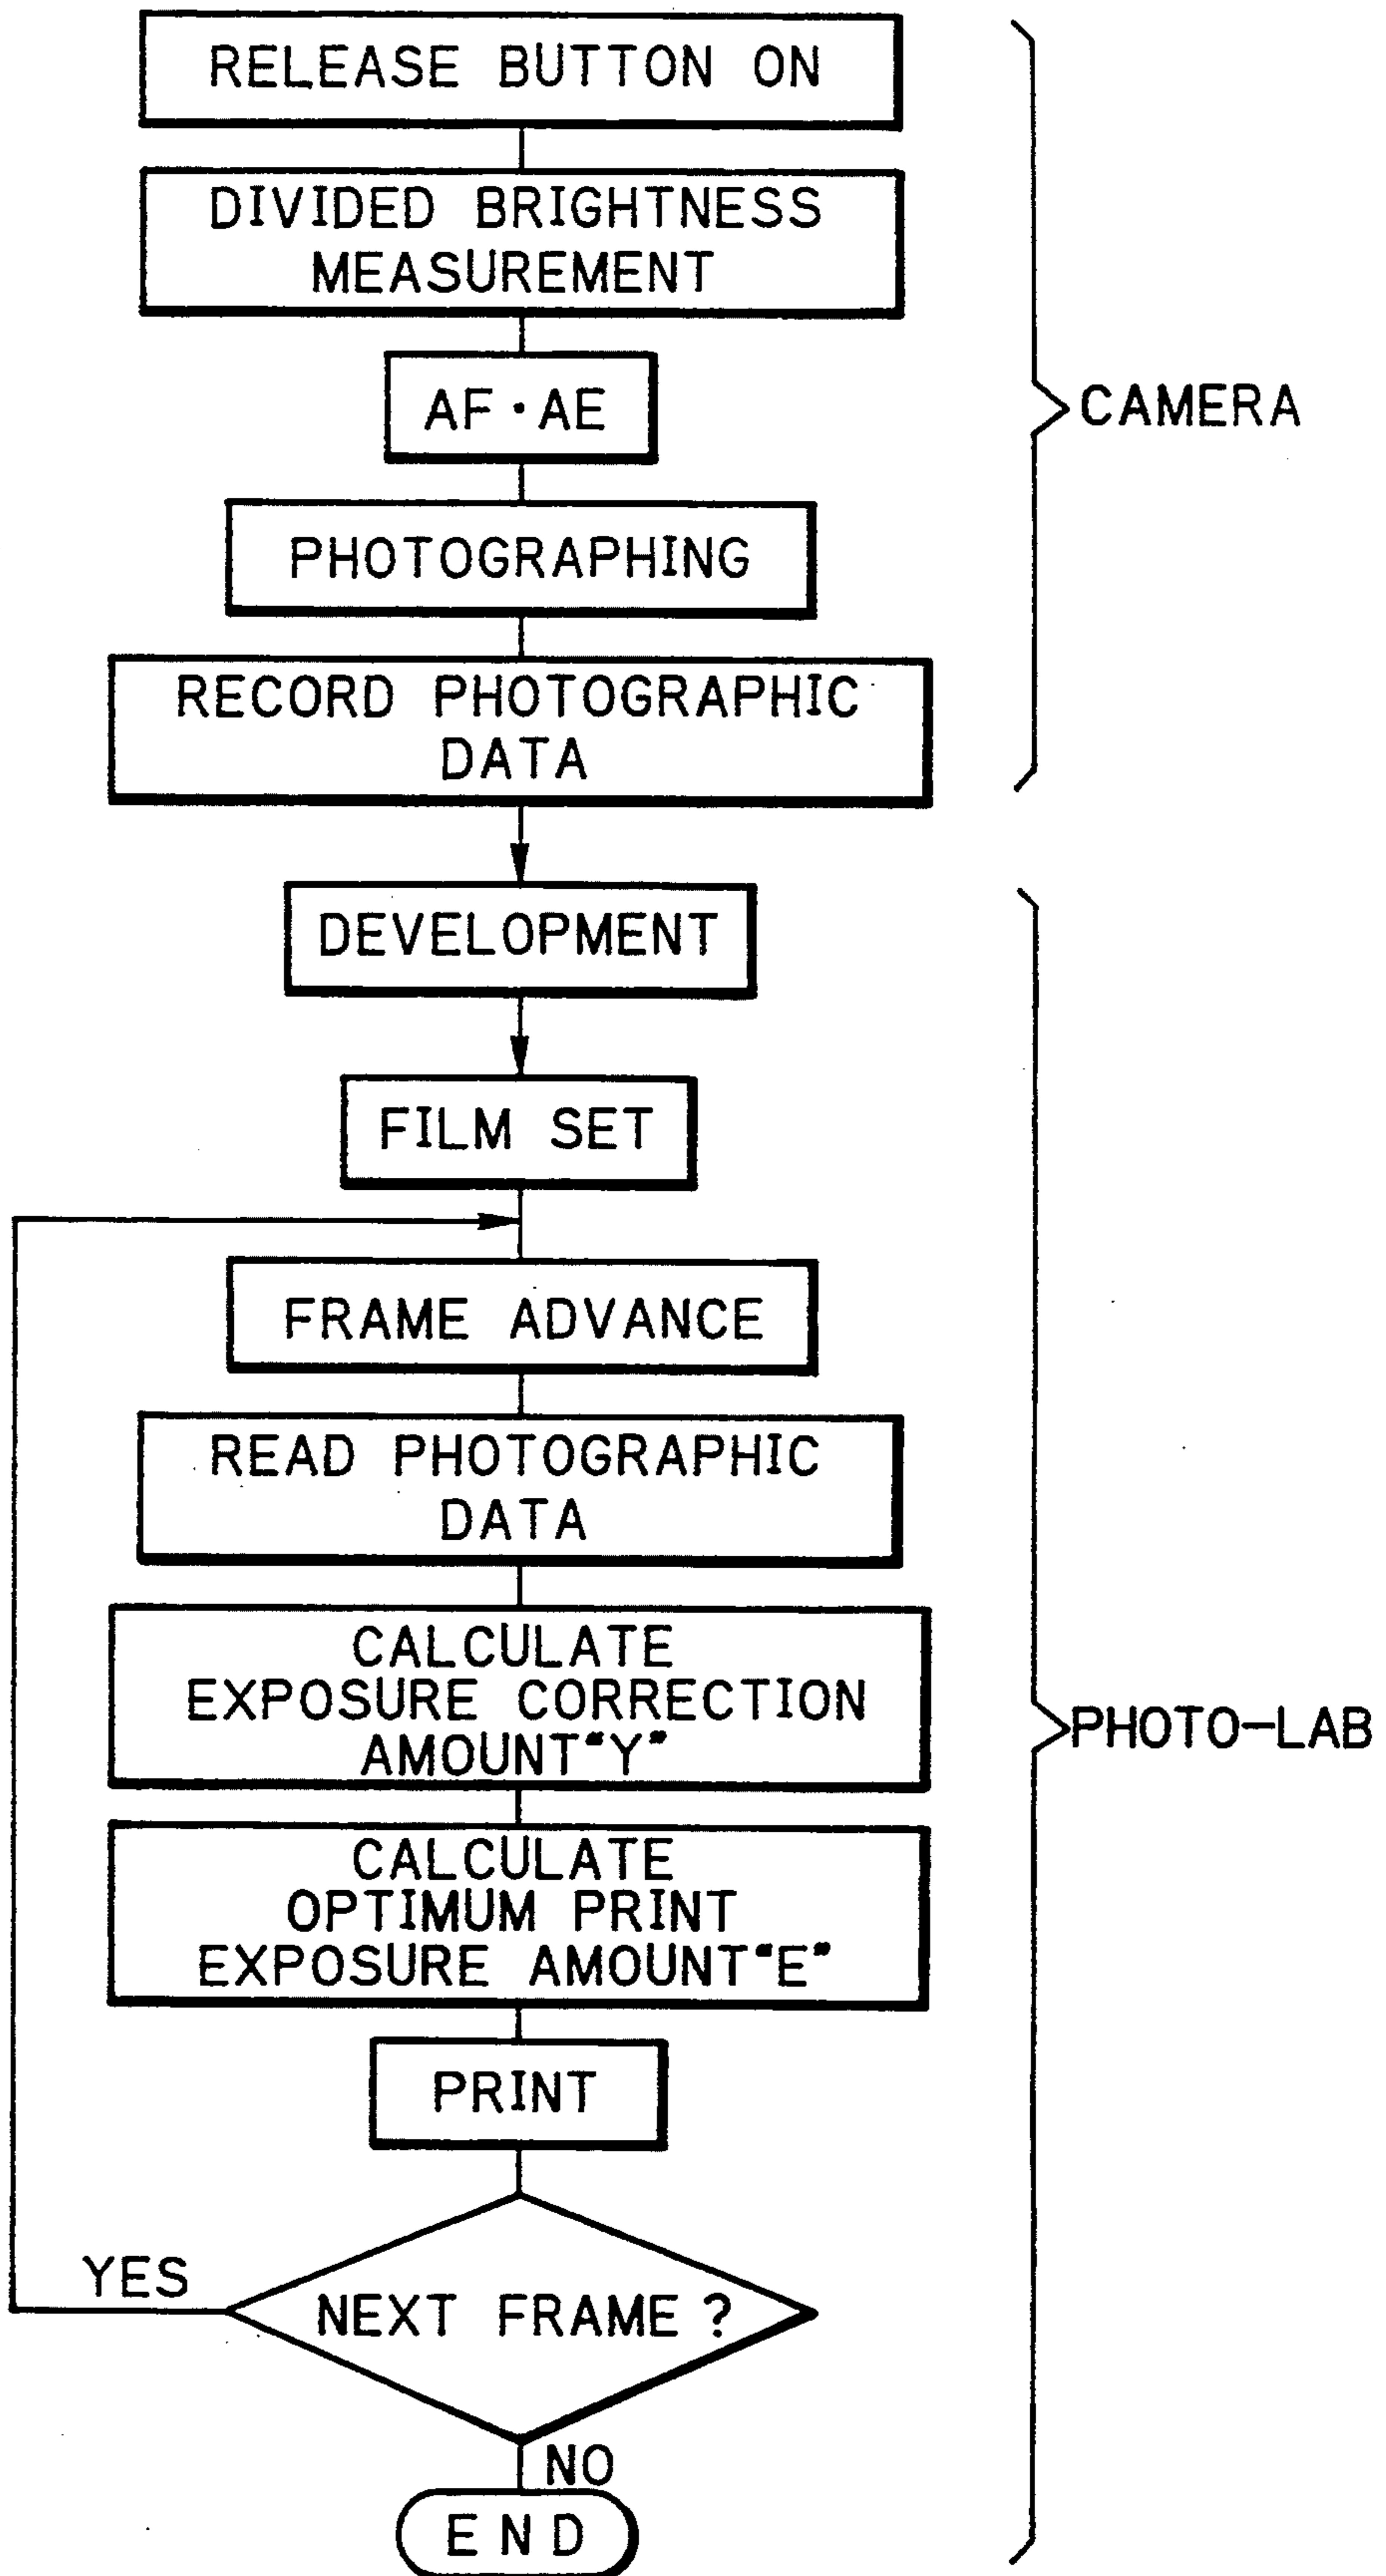 RELEASE BUTTON ON
DIVIDED BRIGHTNESS
MEASUREMENT
AF・AE
CAMERA
PHOTOGRAPHING
RECORD PHOTOGRAPHIC
DATA
DEVELOPMENT
FILM SET
FRAME ADVANCE
READ PHOTOGRAPHIC
DATA
CALCULATE
EXPOSURE CORRECTION
AMOUNT“Y”
PHOTO-LAB
CALCULATE
OPTIMUM PRINT
EXPOSURE AMOUNT“E”
PRINT
YES
NEXT FRAME ?
NO
END